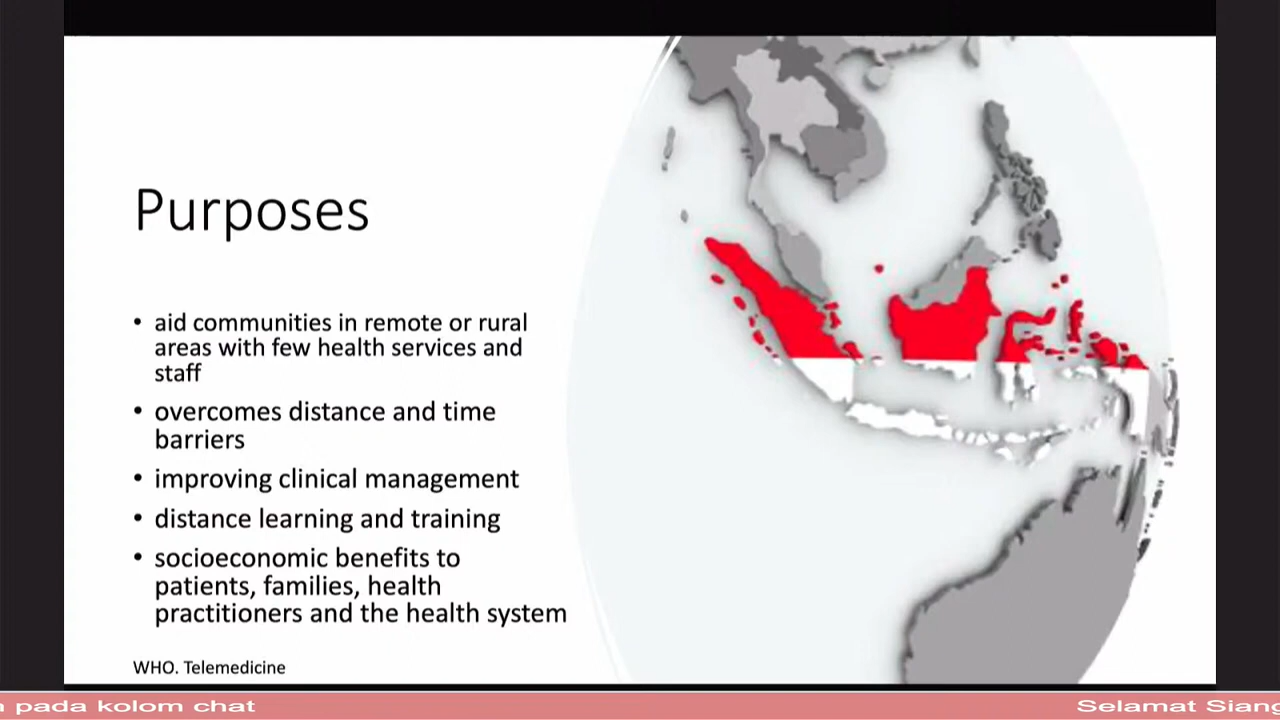 Purposes
• aid communities in remote or rural
areas with few health services and
staff
• overcomes distance and time
barriers
• improving clinical management
• distance learning and training
• socioeconomic benefits to
patients, families, health
practitioners and the health system
WHO. Telemedicine
pada kolom chat
Selamat Siang